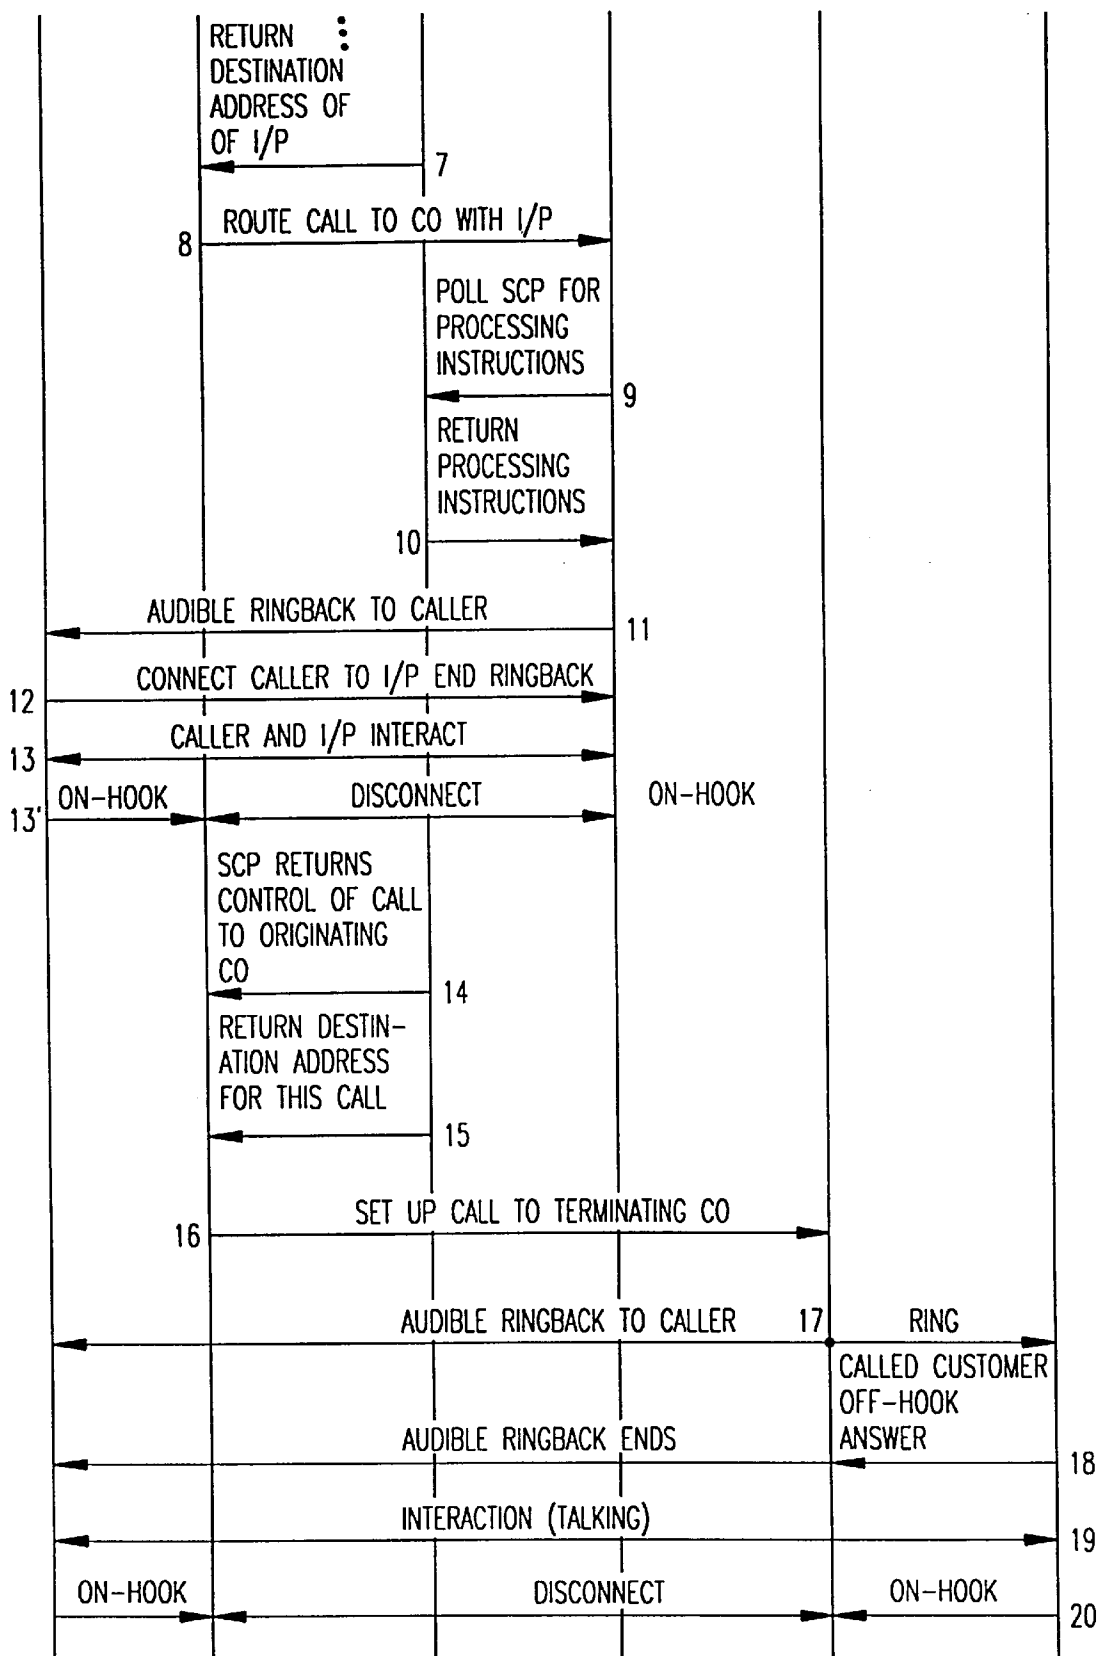 RETURN
DESTINATION
ADDRESS OF
OF I/P
7
ROUTE CALL TO CO WITH I/P
8
POLL SCP FOR
PROCESSING
INSTRUCTIONS
9
RETURN
PROCESSING
INSTRUCTIONS
10
AUDIBLE RINGBACK TO CALLER
11
CONNECT CALLER TO I/P END RINGBACK
12
CALLER AND I/P INTERACT
13
ON-HOOK DISCONNECT ON-HOOK
13'
SCP RETURNS
CONTROL OF CALL
TO ORIGINATING
CO
14
RETURN DESTIN-
ATION ADDRESS
FOR THIS CALL
15
SET UP CALL TO TERMINATING CO
16
AUDIBLE RINGBACK TO CALLER 17 RING
CALLED CUSTOMER
OFF-HOOK
ANSWER
AUDIBLE RINGBACK ENDS
18
INTERACTION (TALKING)
19
ON-HOOK DISCONNECT ON-HOOK
20